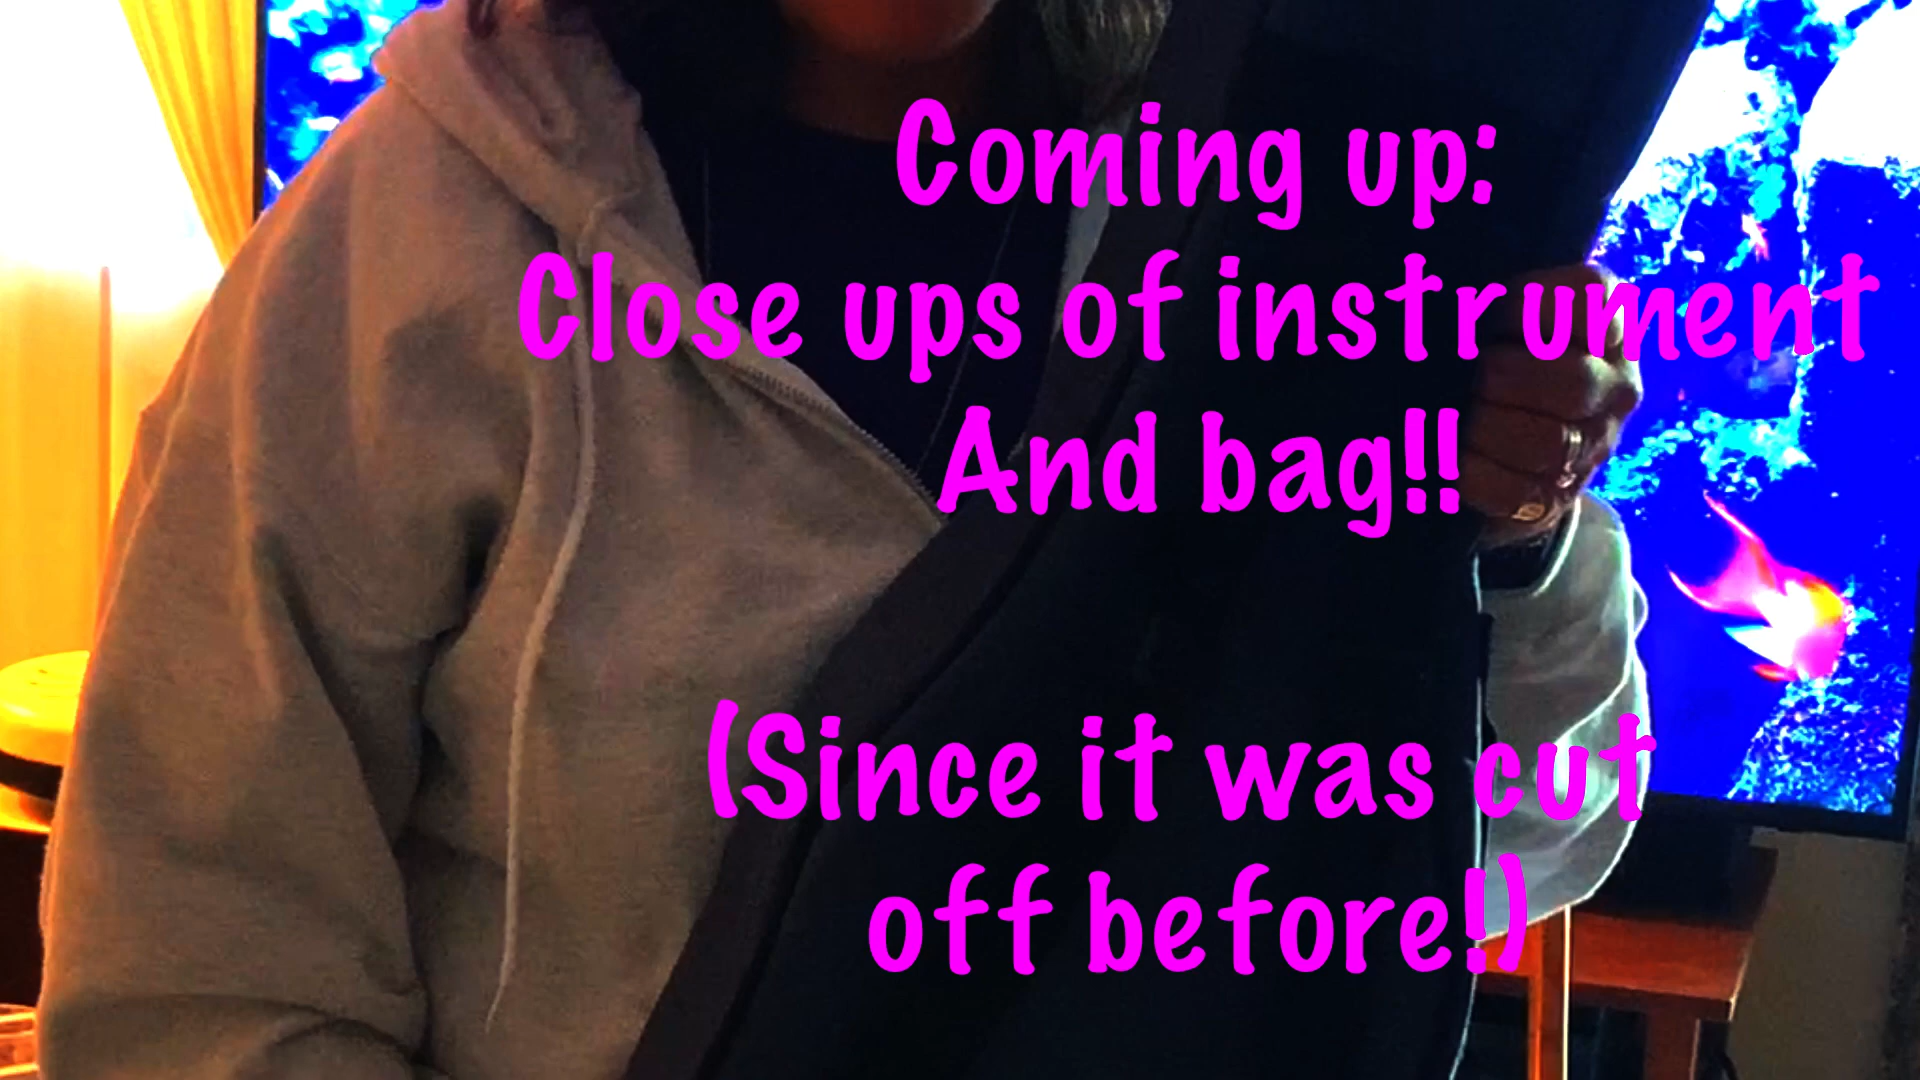 Coming up:
Close ups of instrument
And bag!!
(Since it was cut
off before!)